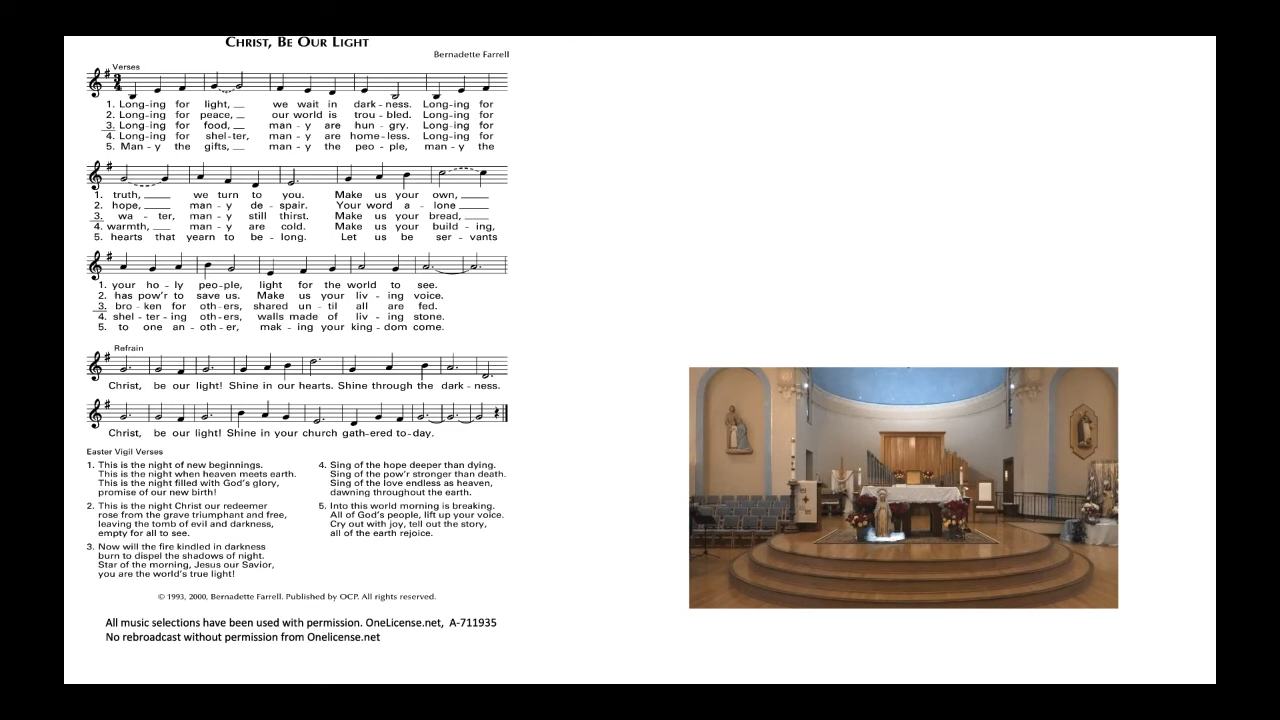 CHRIST, BE OUR LIGHT
Bernadette Farrell
Verses
3
4
1. Long-ing for light, __ we wait in dark - ness. Long-ing for
2. Long-ing for peace, __ our world is trou - bled. Long-ing for
3. Long-ing for food, __ man - y are hun - gry. Long-ing for
4. Long-ing for shel-ter, man - y are home-less. Long-ing for
5. Man - y the gifts, __ man - y the peo - ple, man - y the
1. truth, ____ we turn to you. Make us your own, ____
2. hope, ____ man - y de - spair. Your word a - lone ____
3. wa - ter, man - y still thirst. Make us your bread, ____
4. warmth, ___ man - y are cold. Make us your build - ing,
5. hearts that yearn to be - long. Let us be ser - vants
1. your ho - ly peo-ple, light for the world to see.
2. has pow'r to save us. Make us your liv - ing voice.
3. bro - ken for oth-ers, shared un - til all are fed.
4. shel - ter - ing oth-ers, walls made of liv - ing stone.
5. to one an - oth - er, mak - ing your king - dom come.
Refrain
Christ, be our light! Shine in our hearts. Shine through the dark - ness.
Christ, be our light! Shine in your church gath-ered to-day.
Easter Vigil Verses
1. This is the night of new beginnings.
This is the night when heaven meets earth.
This is the night filled with God's glory,
promise of our new birth!
2. This is the night Christ our redeemer
rose from the grave triumphant and free,
leaving the tomb of evil and darkness,
empty for all to see.
3. Now will the fire kindled in darkness
burn to dispel the shadows of night.
Star of the morning, Jesus our Savior,
you are the world's true light!
4. Sing of the hope deeper than dying.
Sing of the pow'r stronger than death.
Sing of the love endless as heaven,
dawning throughout the earth.
5. Into this world morning is breaking.
All of God's people, lift up your voice.
Cry out with joy, tell out the story,
all of the earth rejoice.
© 1993, 2000, Bernadette Farrell. Published by OCP. All rights reserved.
All music selections have been used with permission. OneLicense.net, A-711935
No rebroadcast without permission from Onelicense.net